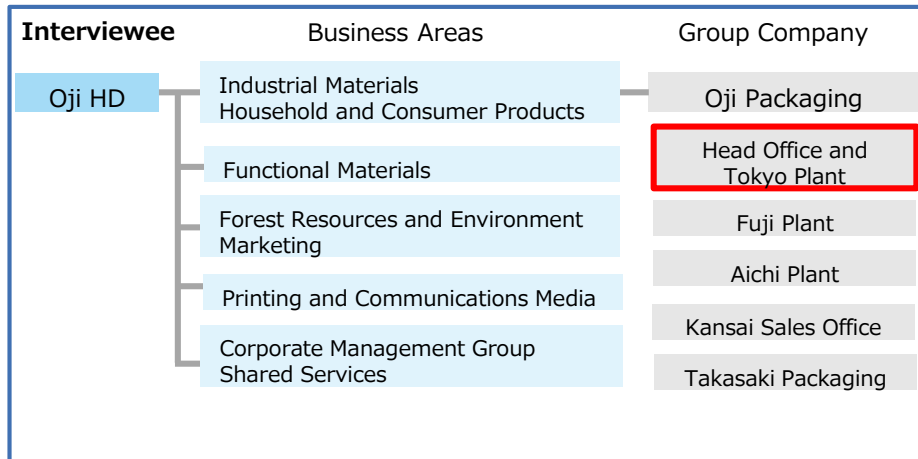 Interviewee
Business Areas
Group Company
Oji HD
Industrial Materials
Household and Consumer Products
Oji Packaging
Functional Materials
Head Office and
Tokyo Plant
Forest Resources and Environment
Marketing
Fuji Plant
Aichi Plant
Printing and Communications Media
Kansai Sales Office
Corporate Management Group
Shared Services
Takasaki Packaging